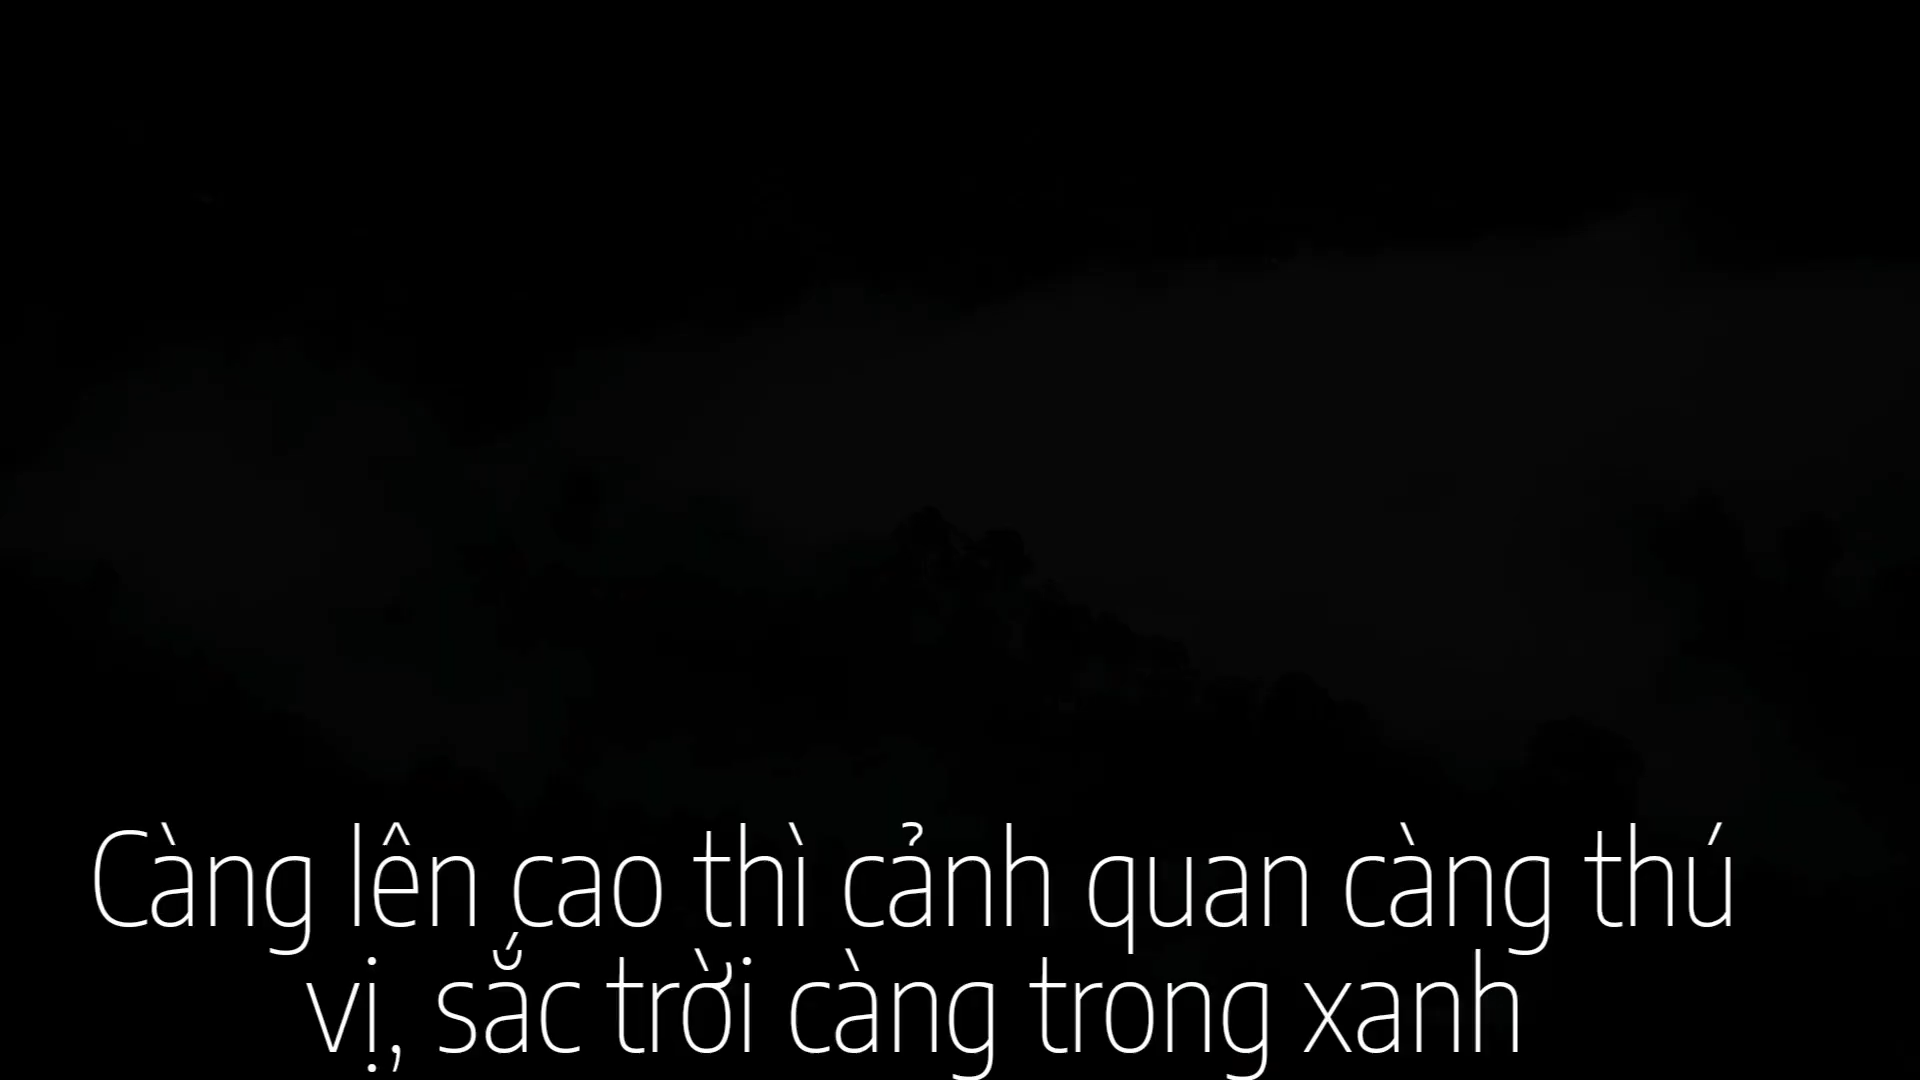 Càng lên cao thì cảnh quan càng thú
vị, sắc trời càng trong xanh